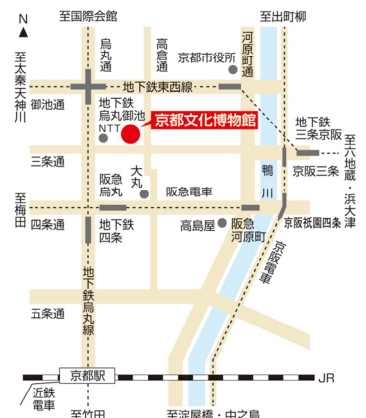 N
至国際会館
至出町柳
至太秦天神川
烏丸通
高倉通
河原町通
京都市役所
地下鉄東西線
御池通
地下鉄
烏丸御池
NTT
京都文化博物館
地下鉄
三条京阪
至六地蔵・浜大津
三条通
大丸
鴨川
京阪三条
阪急
烏丸
阪急電車
至梅田
四条通
地下鉄
四条
高島屋
阪急
河原町
京阪祇園四条
京阪電車
地下鉄烏丸線
五条通
京都駅
JR
近鉄
電車
至竹田
至淀屋橋・中之島